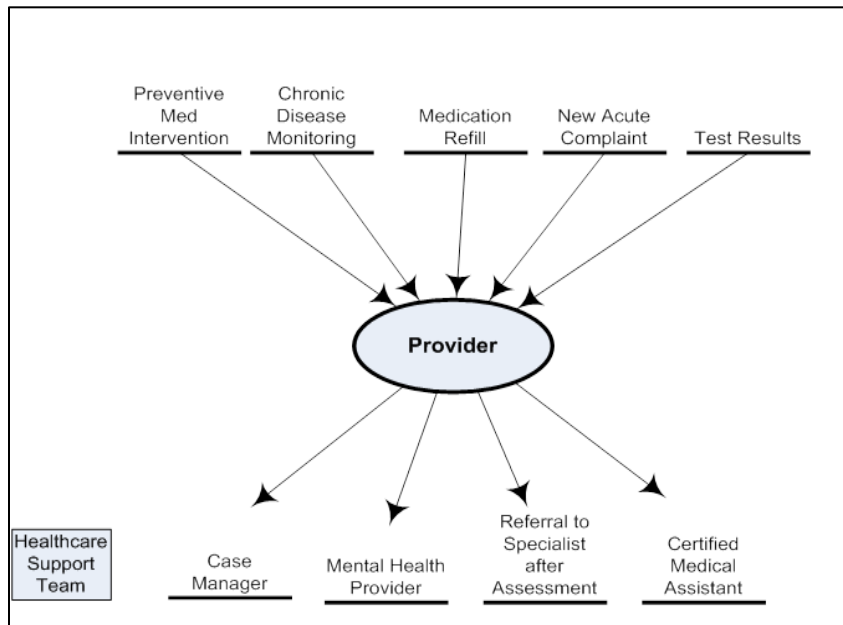 Preventive
Med
Intervention
Chronic
Disease
Monitoring
Medication
Refill
New Acute
Complaint
Test Results
Provider
Healthcare
Support
Team
Case
Manager
Mental Health
Provider
Referral to
Specialist
after
Assessment
Certified
Medical
Assistant